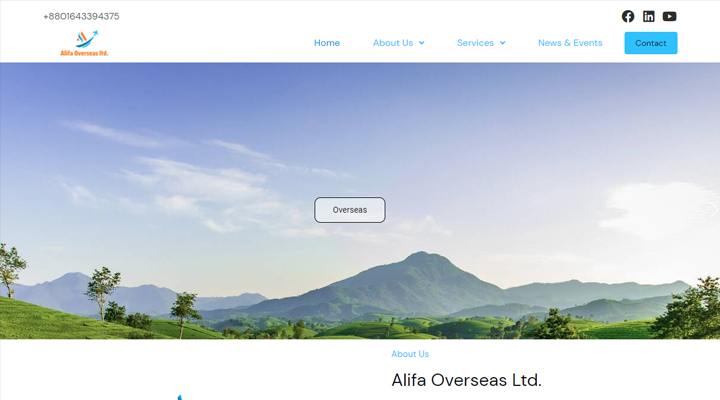 +8801643394375
Alifa Overseas ltd.
Home
About Us
Services
News & Events
Contact
Overseas
About Us
Alifa Overseas Ltd.